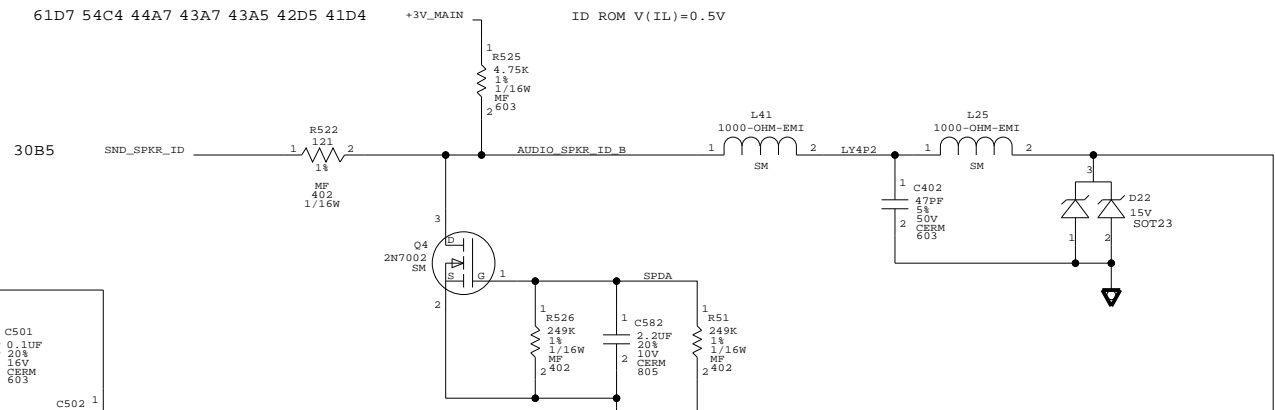 61D7 54C4 44A7 43A7 43A5 42D5 41D4
+3V_MAIN
ID ROM V(IL)=0.5V
1
R525
4.75K
1%
1/16W
MF
603
2
30B5
SND_SPKR_ID
R522
121
1
2
1%
MF
402
1/16W
AUDIO_SPKR_ID_B
L41
1000-OHM-EMI
1
2
SM
LY4P2
L25
1000-OHM-EMI
1
2
SM
1
C402
47PF
5%
50V
CERM
603
2
3
D22
15V
SOT23
1
2
3
Q4
2N7002
SM
D
S
G
1
2
SPDA
1
R526
249K
1%
1/16W
MF
402
2
1
C582
2.2UF
20%
10V
CERM
805
2
1
R51
249K
1%
1/16W
MF
402
2
C501
0.1UF
20%
16V
CERM
603
C502
1